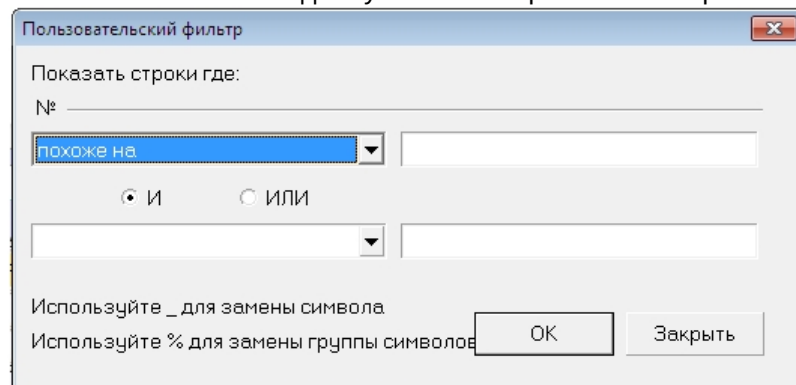 Пользовательский фильтр
Показать строки где:
№
похоже на
И ИЛИ
Используйте _ для замены символа
Используйте % для замены группы символов
OK Закрыть